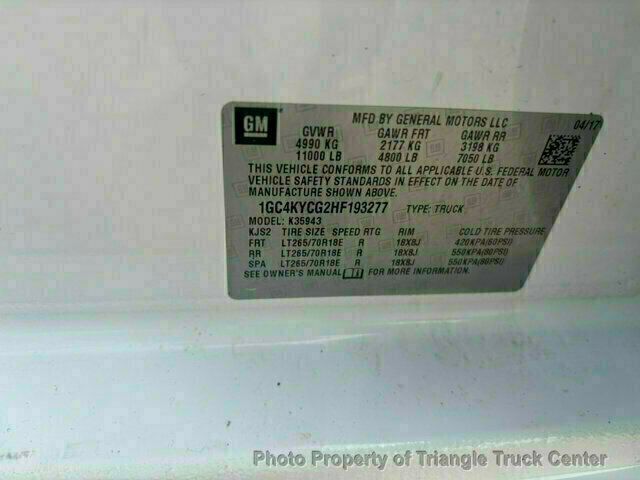 GM
MFD BY GENERAL MOTORS LLC
04/17
GVWR GAWR FRT GAWR RR
4990 KG 2177 KG 3198 KG
11000 LB 4800 LB 7050 LB
THIS VEHICLE CONFORMS TO ALL APPLICABLE U.S. FEDERAL MOTOR
VEHICLE SAFETY STANDARDS IN EFFECT ON THE DATE OF
MANUFACTURE SHOWN ABOVE.
1GC4KYCG2HF193277 TYPE: TRUCK
MODEL: K35943
KJS2 TIRE SIZE SPEED RTG RIM COLD TIRE PRESSURE
FRT LT265/70R18E R 18X8J 420KPA(60PSI)
RR LT265/70R18E R 18X8J 550KPA(80PSI)
SPA LT265/70R18E R 18X8J 550KPA(80PSI)
SEE OWNER'S MANUAL FOR MORE INFORMATION.
Photo Property of Triangle Truck Center